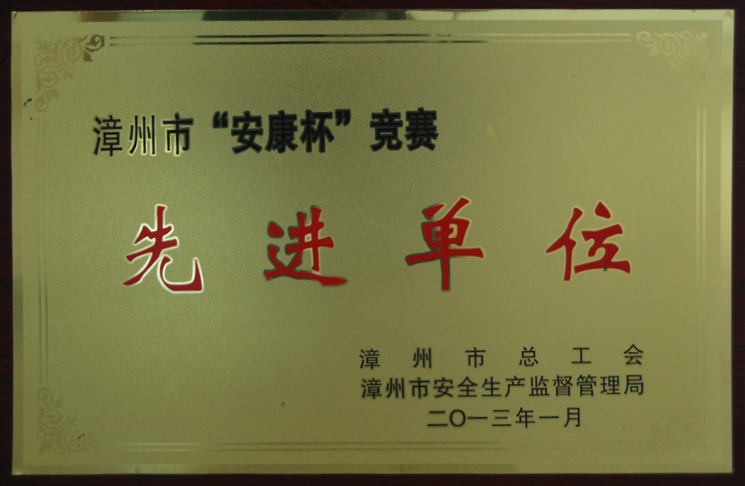 漳州市“安康杯”竞赛
先进单位
漳州市总工会
漳州市安全生产监督管理局
二〇一三年一月